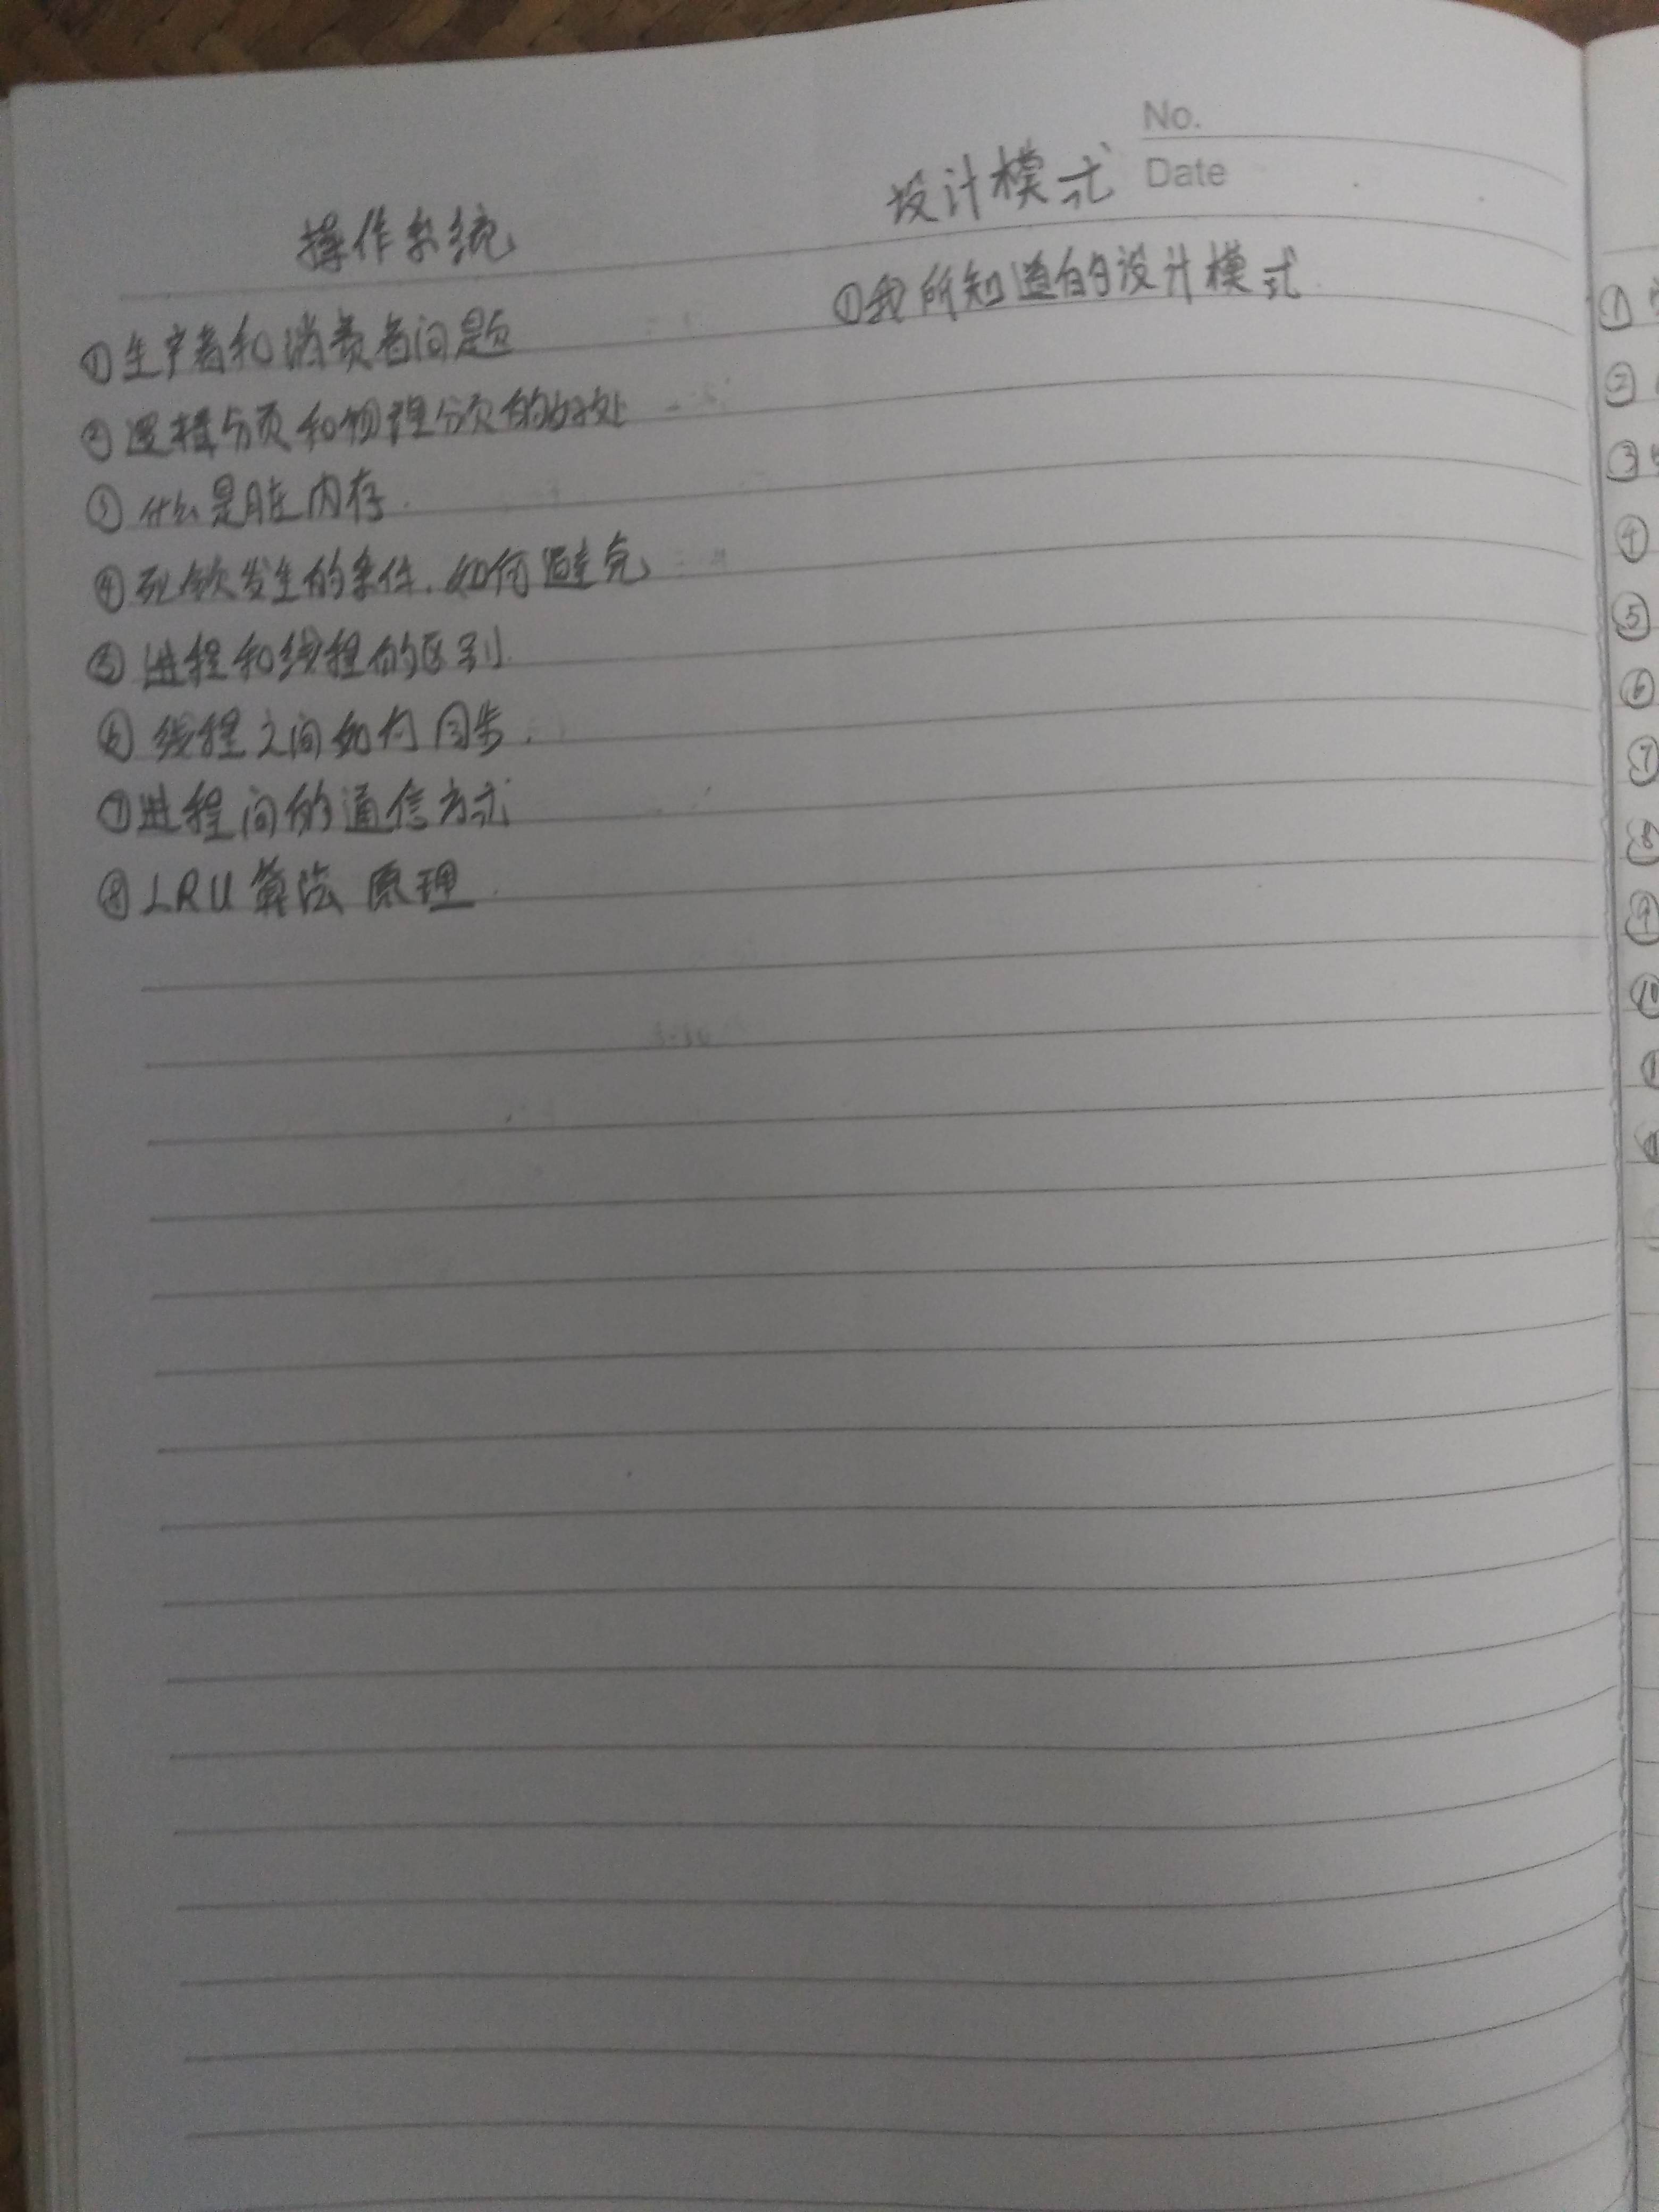 No.
Date
操作系统
①生产者和消费者问题
②逻辑分页和物理分页的好处
③什么是脏内存.
④死锁发生的条件,如何避免
⑤进程和线程的区别.
⑥线程之间如何同步.
⑦进程间的通信方式
⑧LRU算法原理.
设计模式
①我所知道的设计模式.
①
②
③
④
⑤
⑥
⑦
⑧
⑨
⑩